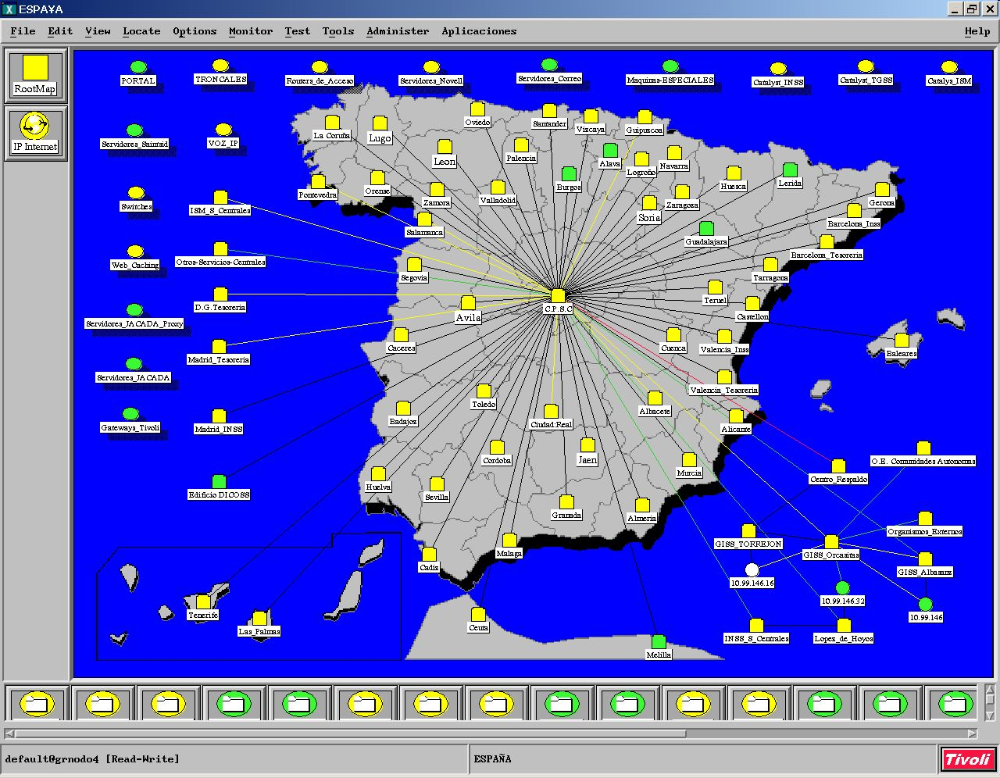 ESPAYA
File Edit View Locate Options Monitor Test Tools Administer Aplicaciones Help
RootMap
IP Internet
PORTAL
TRONCALES
Routers_de_Acceso
Servidores_Novell
Servidores_Correo
Maquinas-ESPECIALES
Catalyst_INSS
Catalyst_TGSS
Catalys_ISM
Servidores_Saintsid
VOZ_IP
La Coruña
Lugo
Oviedo
Santander
Vizcaya
Guipuzcoa
Leon
Palencia
Burgos
Alava
Logroño
Navarra
Huesca
Lerida
Gerona
Pontevedra
Orense
Zamora
Valladolid
Soria
Zaragoza
Barcelona_Inss
Switches
ISM_S_Centrales
Salamanca
Guadalajara
Barcelona_Tesoreria
Web_Caching
Otros-Servicios-Centrales
Segovia
Tarragona
D.G.Tesoreria
Avila
C.P.S.C
Teruel
Castellon
Servidores_JACADA_Proxy
Madrid_Tesoreria
Caceres
Cuenca
Valencia_Inss
Baleares
Servidores_JACADA
Valencia_Tesoreria
Toledo
Albacete
Gateways_Tivoli
Madrid_INSS
Badajoz
Ciudad:Real
Alicante
Cordoba
Jaen
Murcia
Centro_Respaldo
O.E. Comunidades Autonomas
Edificio DICOSS
Huelva
Sevilla
Granada
Almeria
GISS_TORREJON
GISS_Orcasitas
Organismos_Externos
Cadiz
Malaga
GISS_Albasanz
10.99.146.16
10.99.146.32
10.99.146
Tenerife
Las_Palmas
Ceuta
Melilla
INSS_S_Centrales
Lopez_de_Hoyos
default@grnodo4 [Read-Write]
ESPAÑA
Tivoli